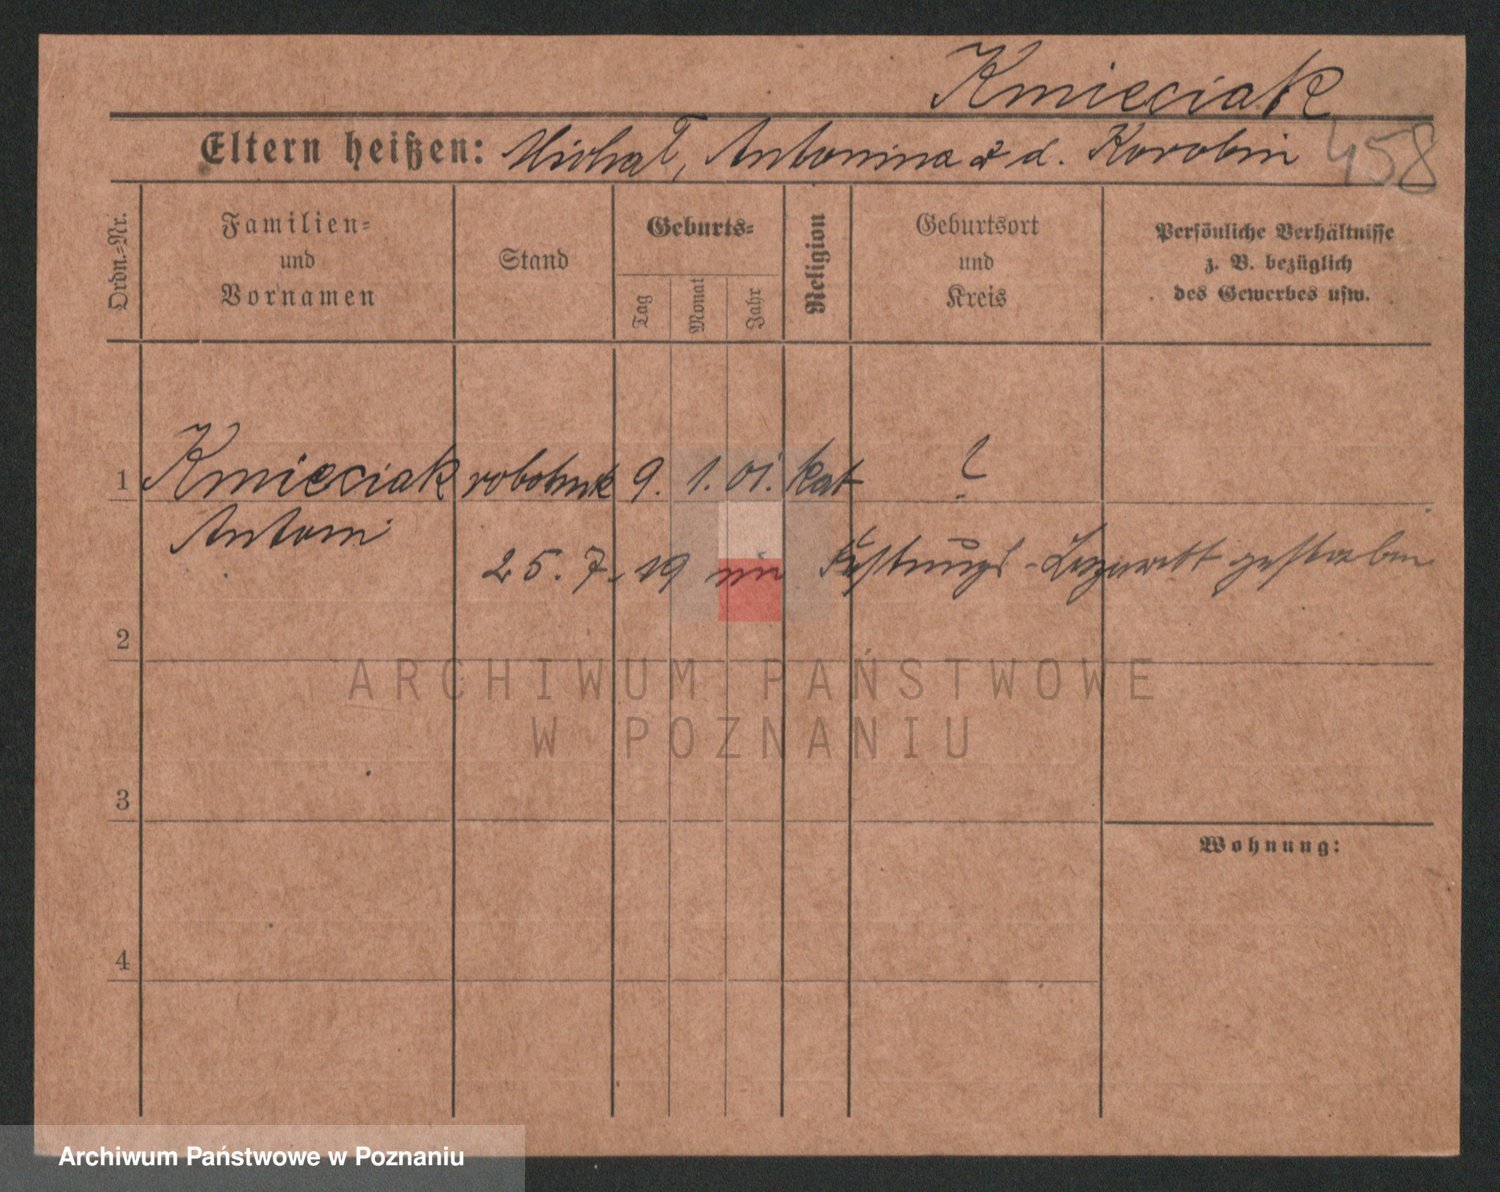 Kmieciak
Eltern heißen: Michał, Antonina d. Korobin
458
Ordn.-Nr.
Familien-
und
Vornamen
Stand
Geburts-
Tag
Monat
Jahr
Religion
Geburtsort
und
Kreis
Persönliche Verhältnisse
z. B. bezüglich
des Gewerbes usw.
1 Kmieciak robotnik 9. 1. 01. kat ?
Antoni
25. 7. 19 im Festungs-Lazarett gestorben
2
ARCHIWUM PAŃSTWOWE
W POZNANIU
3
Wohnung:
4
Archiwum Państwowe w Poznaniu